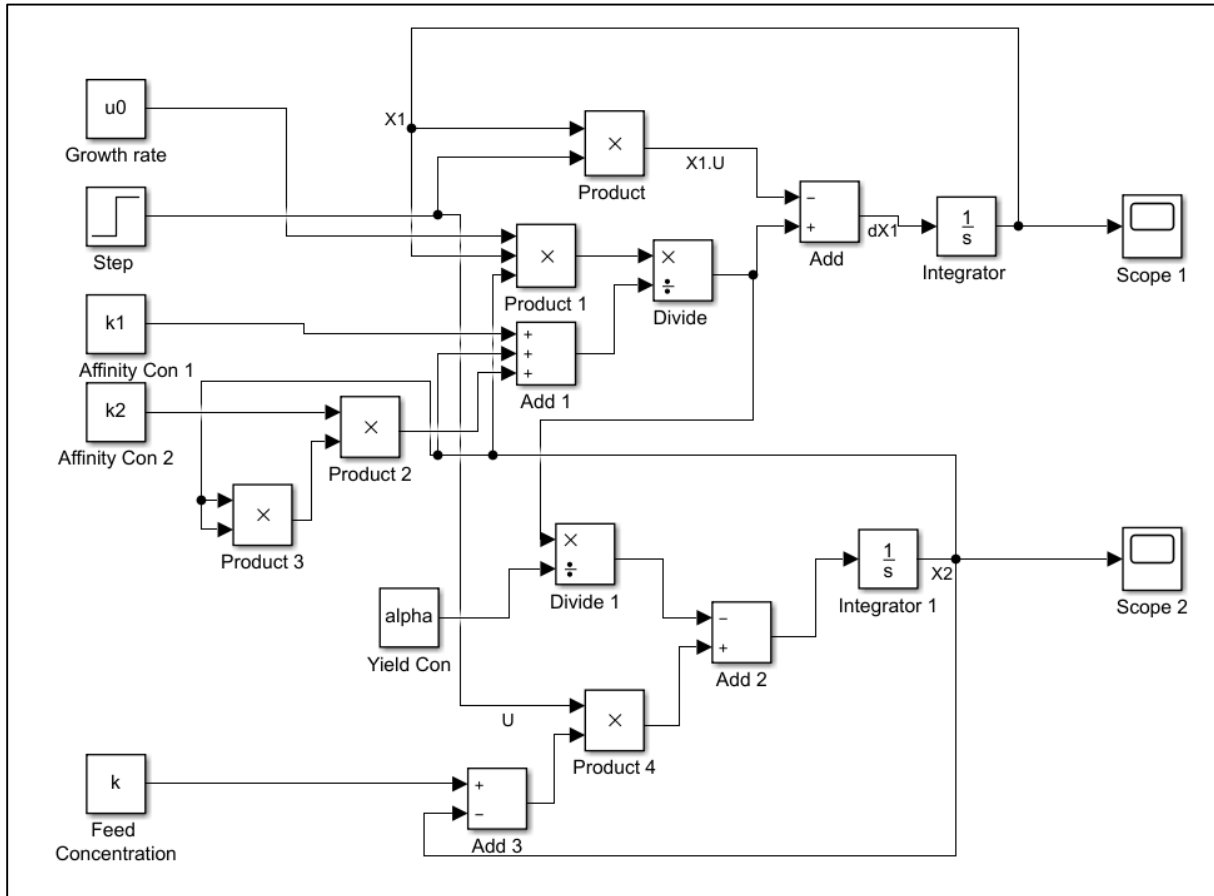 X1
u0
Growth rate
×
Product
X1.U
Step
−
+
Add
dX1
1
s
Integrator
Scope 1
×
Product 1
×
÷
Divide
k1
Affinity Con 1
+
+
+
Add 1
k2
Affinity Con 2
×
Product 2
×
Product 3
×
÷
Divide 1
1
s
Integrator 1
X2
Scope 2
alpha
Yield Con
−
+
Add 2
U
×
Product 4
k
Feed
Concentration
+
−
Add 3